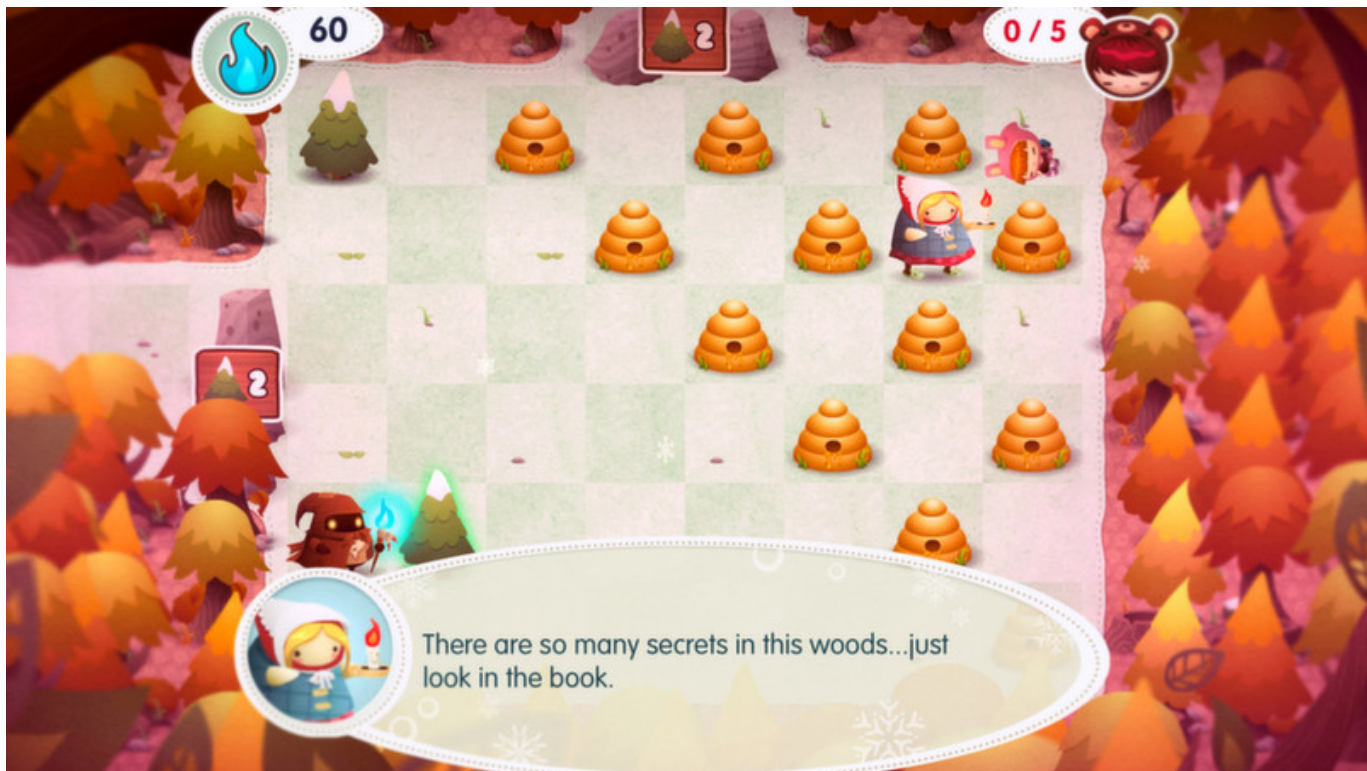 60
2
0 / 5
2
There are so many secrets in this woods...just
look in the book.